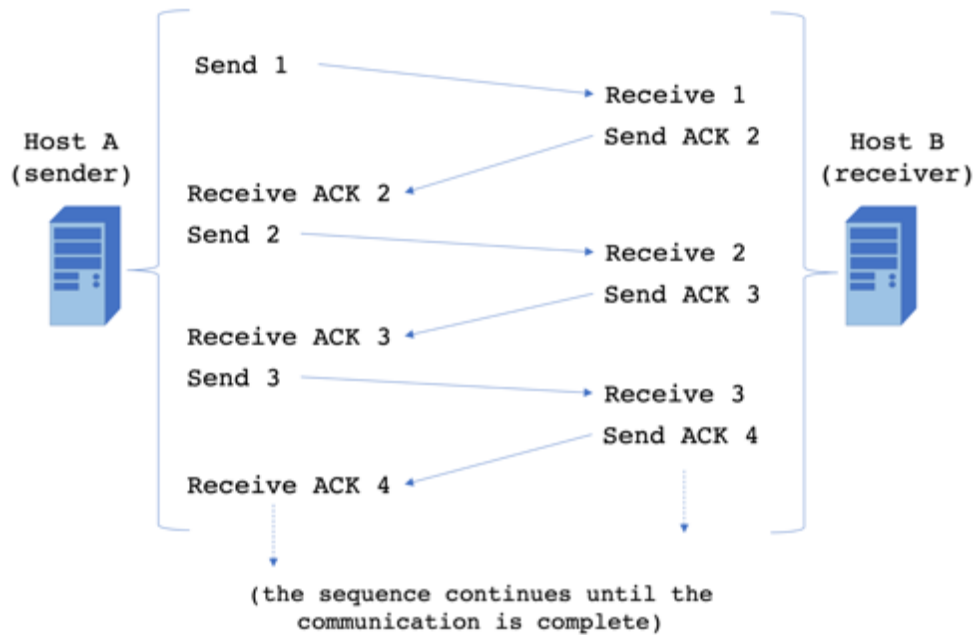 Send 1
Receive 1
Host A
(sender)
Send ACK 2
Host B
(receiver)
Receive ACK 2
Send 2
Receive 2
Send ACK 3
Receive ACK 3
Send 3
Receive 3
Send ACK 4
Receive ACK 4
(the sequence continues until the
communication is complete)